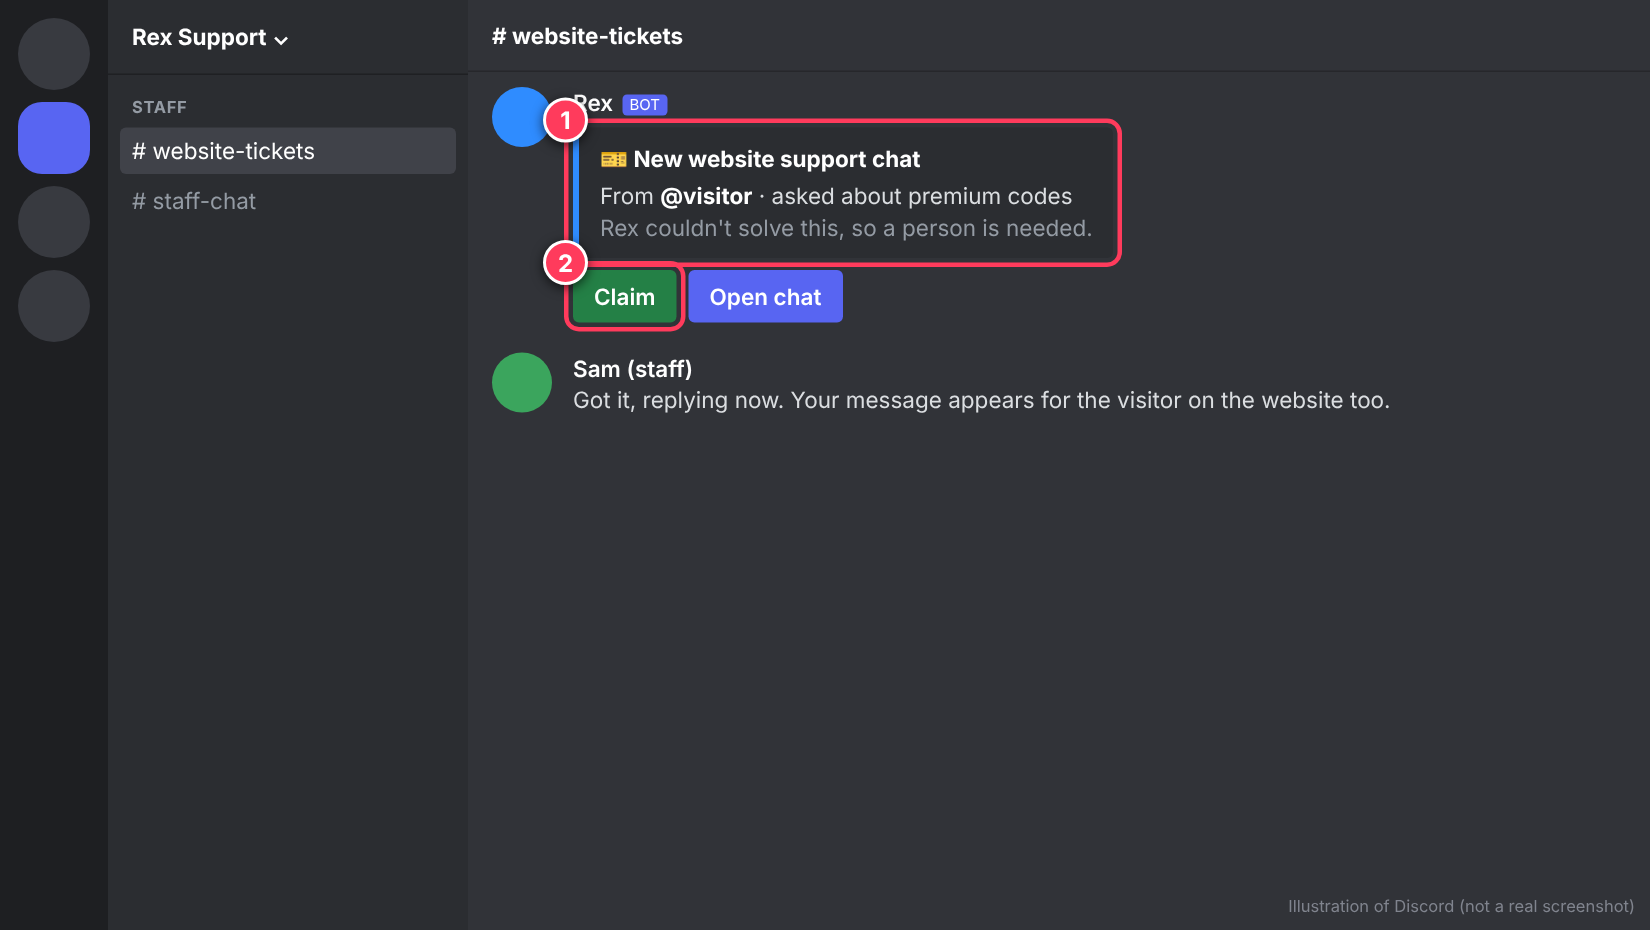 Rex Support
# website-tickets
STAFF
# website-tickets
# staff-chat
Rex BOT
1
🎫 New website support chat
From @visitor · asked about premium codes
Rex couldn't solve this, so a person is needed.
2
Claim
Open chat
Sam (staff)
Got it, replying now. Your message appears for the visitor on the website too.
Illustration of Discord (not a real screenshot)